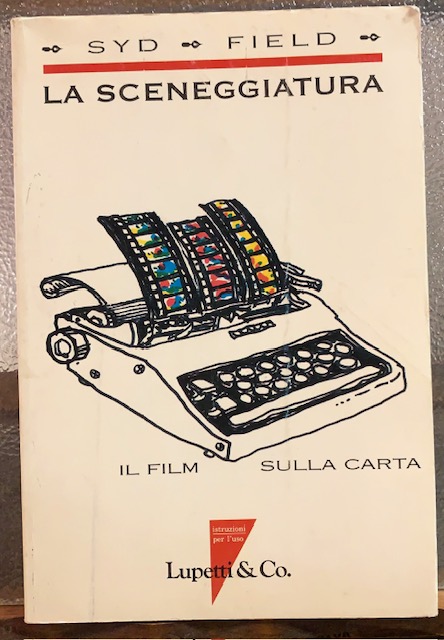 SYD FIELD
LA SCENEGGIATURA
IL FILM SULLA CARTA
istruzioni
per l'uso
Lupetti & Co.